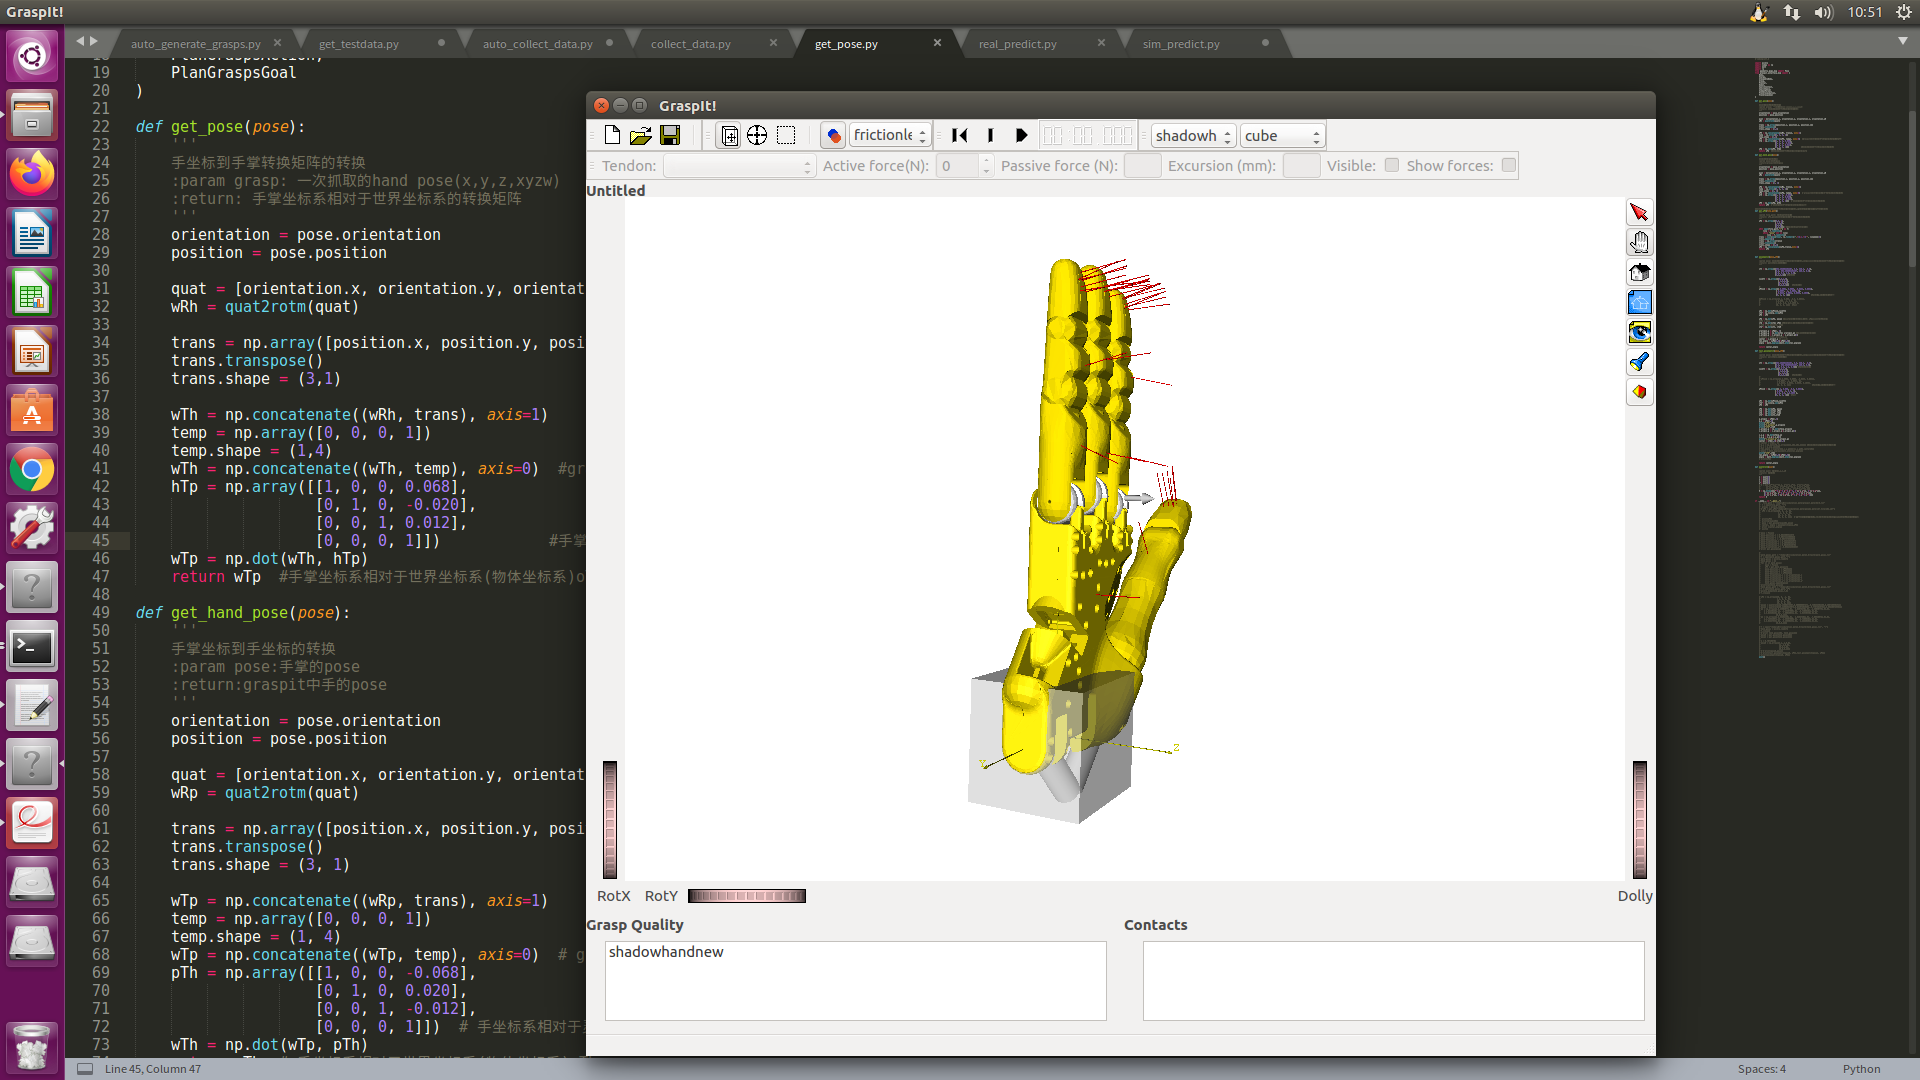 GraspIt!
10:51
auto_generate_grasps.py
get_testdata.py
auto_collect_data.py
collect_data.py
get_pose.py
real_predict.py
sim_predict.py
19 PlanGraspsGoal
20 )
21
22 def get_pose(pose):
23 '''
24 手坐标到手掌转换矩阵的转换
25 :param grasp: 一次抓取的hand pose(x,y,z,xyzw)
26 :return: 手掌坐标系相对于世界坐标系的转换矩阵
27 '''
28 orientation = pose.orientation
29 position = pose.position
30
31 quat = [orientation.x, orientation.y, orientat
32 wRh = quat2rotm(quat)
33
34 trans = np.array([position.x, position.y, posi
35 trans.transpose()
36 trans.shape = (3,1)
37
38 wTh = np.concatenate((wRh, trans), axis=1)
39 temp = np.array([0, 0, 0, 1])
40 temp.shape = (1,4)
41 wTh = np.concatenate((wTh, temp), axis=0) #gr
42 hTp = np.array([[1, 0, 0, 0.068],
43 [0, 1, 0, -0.020],
44 [0, 0, 1, 0.012],
45 [0, 0, 0, 1]]) #手掌
46 wTp = np.dot(wTh, hTp)
47 return wTp #手掌坐标系相对于世界坐标系(物体坐标系)o
48
49 def get_hand_pose(pose):
50 '''
51 手掌坐标到手坐标的转换
52 :param pose:手掌的pose
53 :return:graspit中手的pose
54 '''
55 orientation = pose.orientation
56 position = pose.position
57
58 quat = [orientation.x, orientation.y, orientat
59 wRp = quat2rotm(quat)
60
61 trans = np.array([position.x, position.y, posi
62 trans.transpose()
63 trans.shape = (3, 1)
64
65 wTp = np.concatenate((wRp, trans), axis=1)
66 temp = np.array([0, 0, 0, 1])
67 temp.shape = (1, 4)
68 wTp = np.concatenate((wTp, temp), axis=0) # g
69 pTh = np.array([[1, 0, 0, -0.068],
70 [0, 1, 0, 0.020],
71 [0, 0, 1, -0.012],
72 [0, 0, 0, 1]]) # 手坐标系相对于
73 wTh = np.dot(wTp, pTh)
GraspIt!
frictionle
shadowh
cube
Tendon:
Active force(N): 0
Passive force (N):
Excursion (mm):
Visible:
Show forces:
Untitled
Y
Z
RotX RotY
Dolly
Grasp Quality
Contacts
shadowhandnew
Line 45, Column 47
Spaces: 4
Python